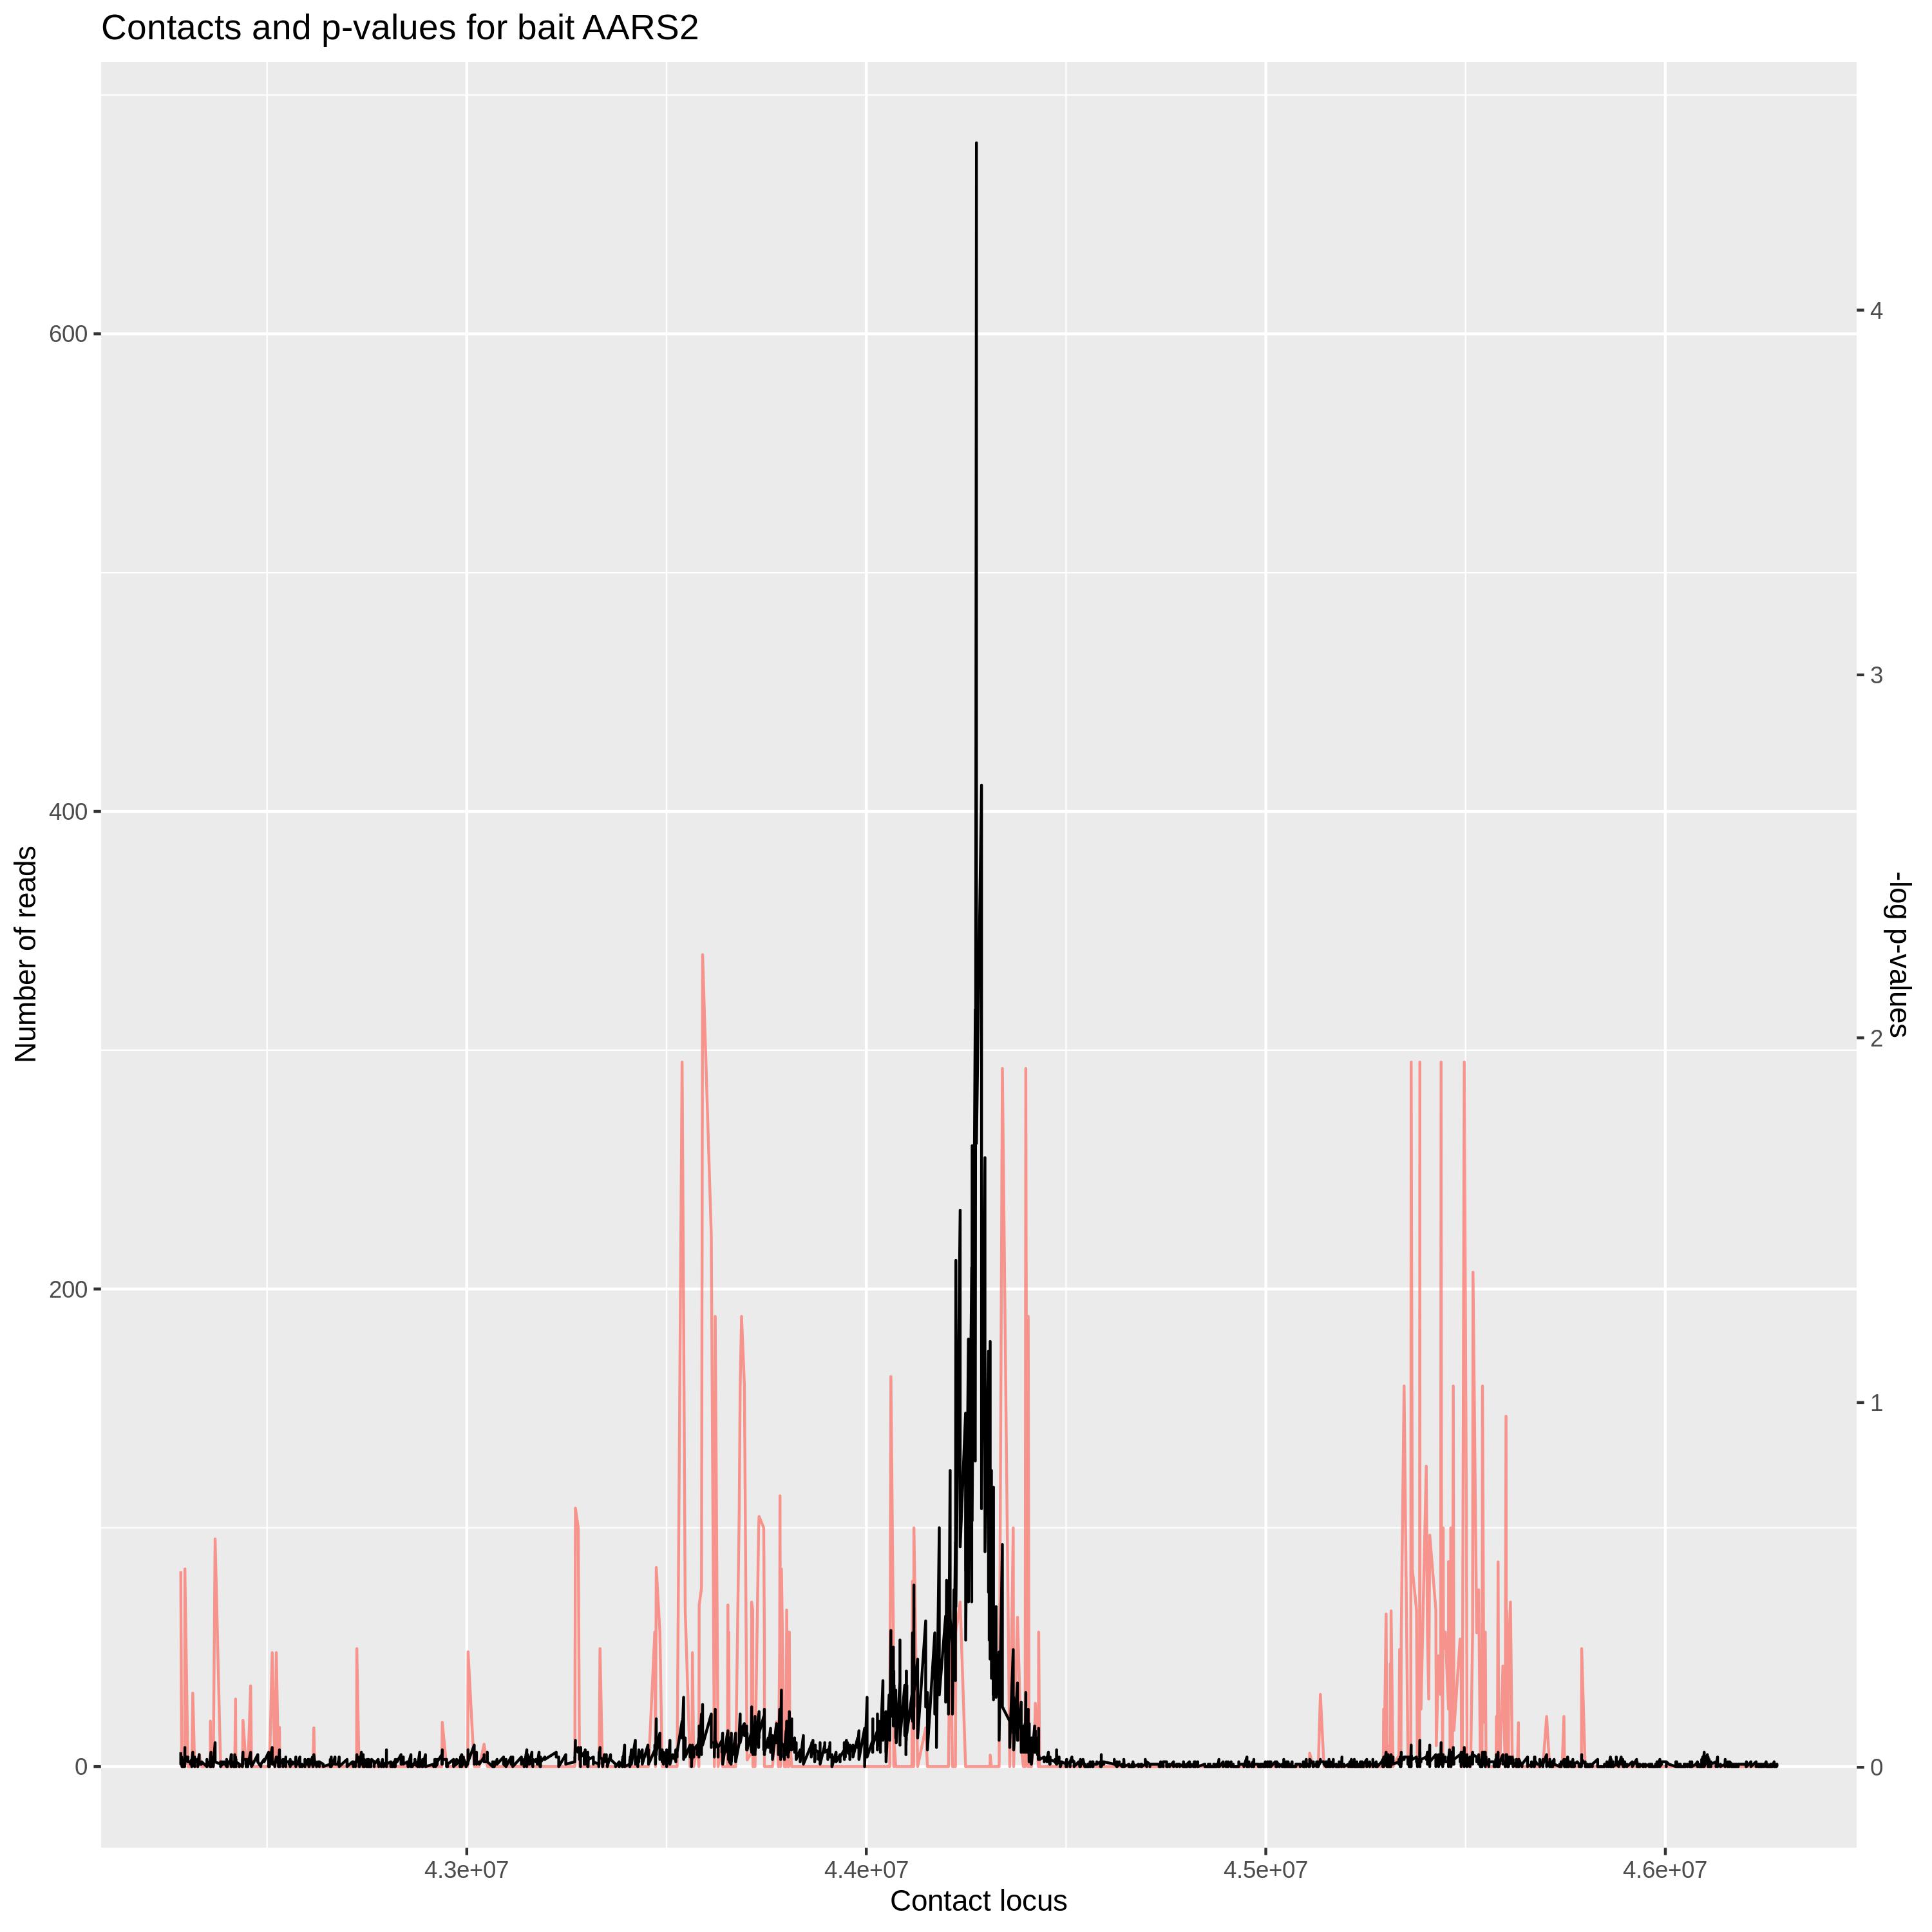 Contacts and p-values for bait AARS2
Number of reads
600
400
200
0
4
3
2
1
0
-log p-values
4.3e+07
4.4e+07
4.5e+07
4.6e+07
Contact locus